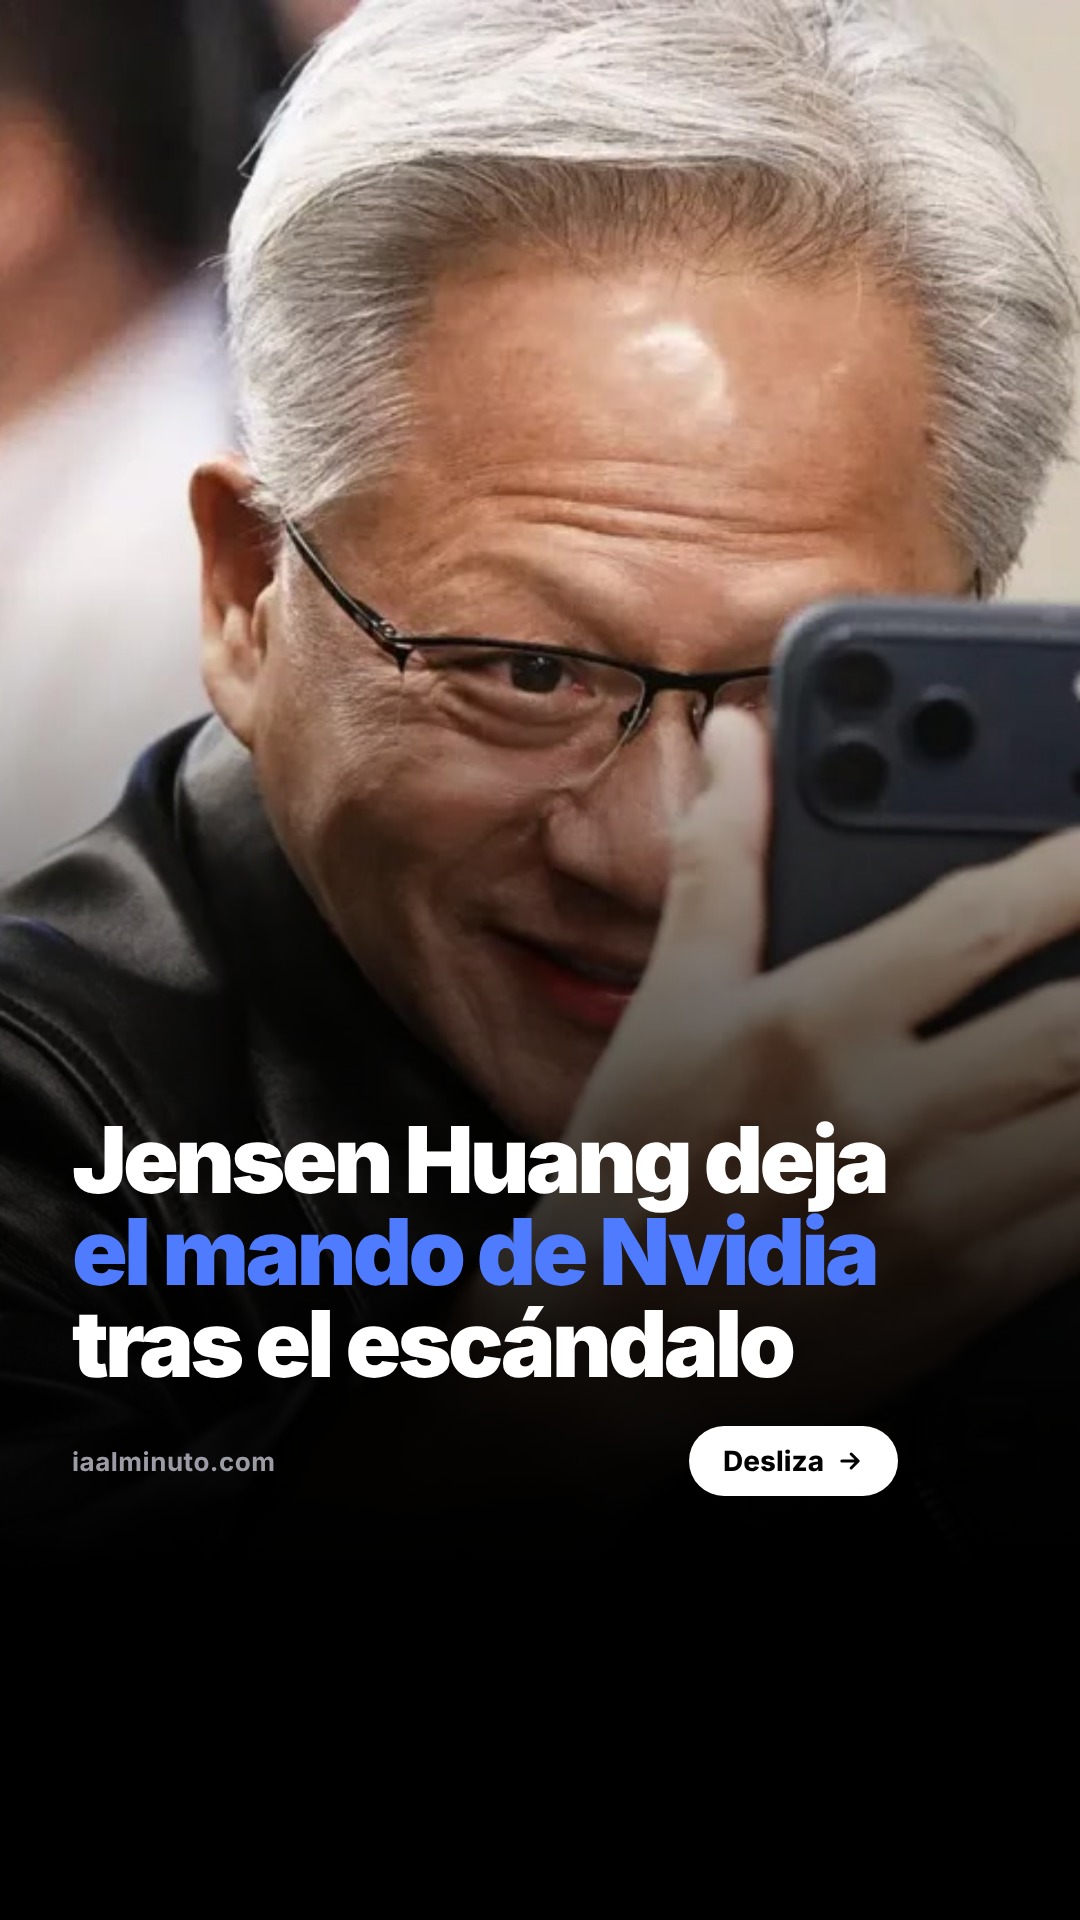 Jensen Huang deja
el mando de Nvidia
tras el escándalo
iaalminuto.com
Desliza →